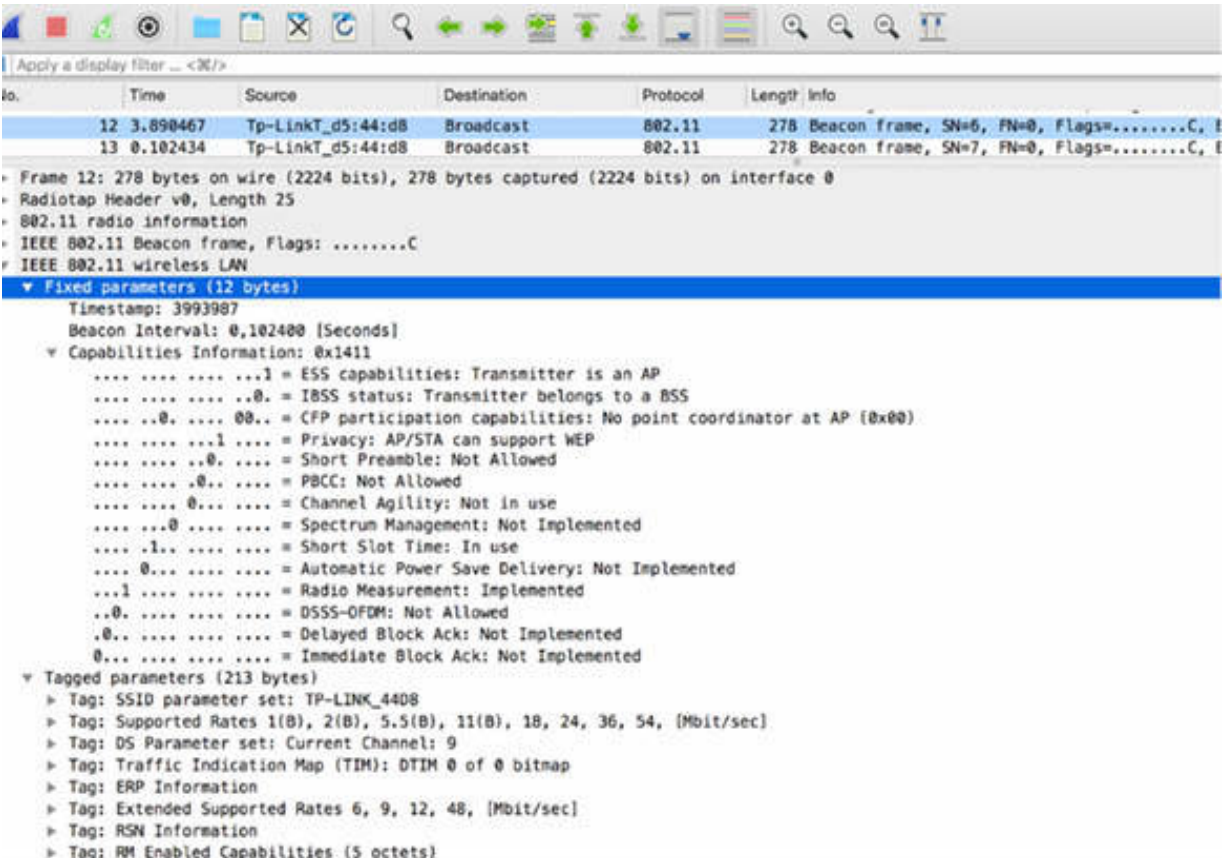 Apply a display filter ... <⌘/>
No. Time Source Destination Protocol Length Info
12 3.890467 Tp-LinkT_d5:44:d8 Broadcast 802.11 278 Beacon frame, SN=6, FN=0, Flags=........C,
13 0.102434 Tp-LinkT_d5:44:d8 Broadcast 802.11 278 Beacon frame, SN=7, FN=0, Flags=........C,
Frame 12: 278 bytes on wire (2224 bits), 278 bytes captured (2224 bits) on interface 0
Radiotap Header v0, Length 25
802.11 radio information
IEEE 802.11 Beacon frame, Flags: ........C
IEEE 802.11 wireless LAN
Fixed parameters (12 bytes)
Timestamp: 3993987
Beacon Interval: 0,102400 [Seconds]
Capabilities Information: 0x1411
.... .... .... ...1 = ESS capabilities: Transmitter is an AP
.... .... .... ..0. = IBSS status: Transmitter belongs to a BSS
.... ..0. .... 00.. = CFP participation capabilities: No point coordinator at AP (0x00)
.... .... ...1 .... = Privacy: AP/STA can support WEP
.... .... ..0. .... = Short Preamble: Not Allowed
.... .... .0.. .... = PBCC: Not Allowed
.... .... 0... .... = Channel Agility: Not in use
.... ...0 .... .... = Spectrum Management: Not Implemented
.... .1.. .... .... = Short Slot Time: In use
.... 0... .... .... = Automatic Power Save Delivery: Not Implemented
...1 .... .... .... = Radio Measurement: Implemented
..0. .... .... .... = DSSS-OFDM: Not Allowed
.0.. .... .... .... = Delayed Block Ack: Not Implemented
0... .... .... .... = Immediate Block Ack: Not Implemented
Tagged parameters (213 bytes)
Tag: SSID parameter set: TP-LINK_44D8
Tag: Supported Rates 1(B), 2(B), 5.5(B), 11(B), 18, 24, 36, 54, [Mbit/sec]
Tag: DS Parameter set: Current Channel: 9
Tag: Traffic Indication Map (TIM): DTIM 0 of 0 bitmap
Tag: ERP Information
Tag: Extended Supported Rates 6, 9, 12, 48, [Mbit/sec]
Tag: RSN Information
Tag: RM Enabled Capabilities (5 octets)